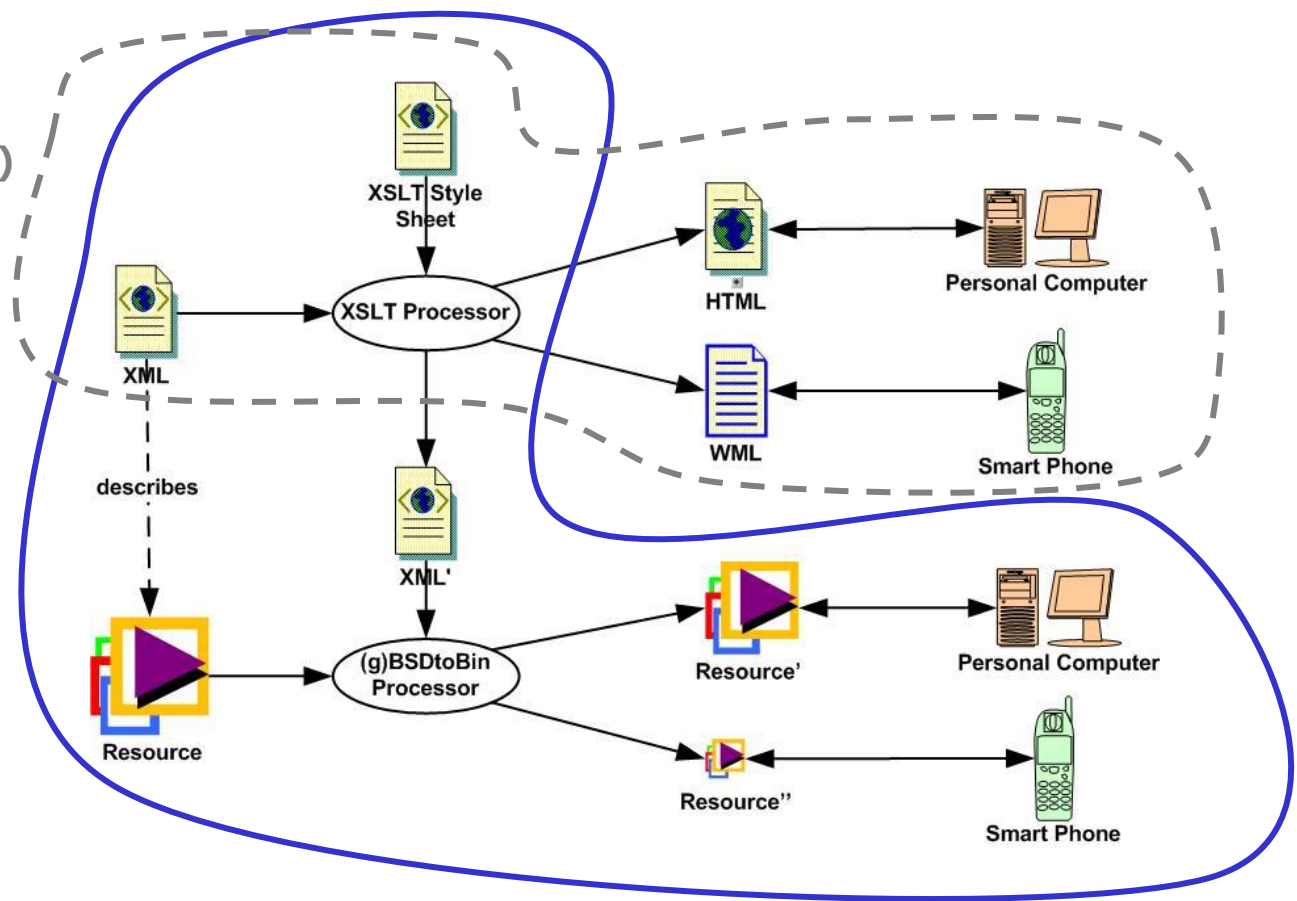 )
XSLT Style
Sheet
HTML
Personal Computer
XSLT Processor
XML
WML
Smart Phone
describes
XML'
(g)BSDtoBin
Processor
Resource’
Personal Computer
Resource
Resource’’
Smart Phone